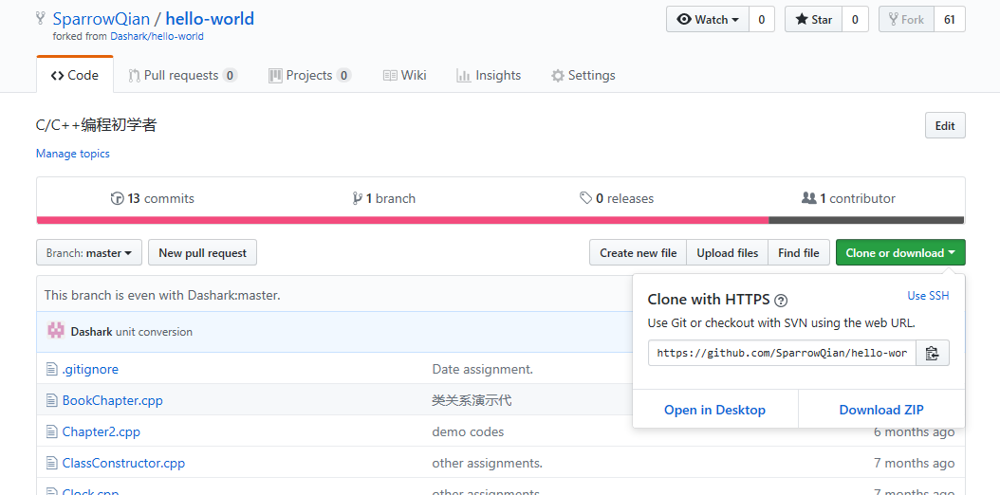 SparrowQian / hello-world
Watch 0 Star 0 Fork 61
forked from Dashark/hello-world
Code Pull requests 0 Projects 0 Wiki Insights Settings
C/C++编程初学者
Edit
Manage topics
13 commits 1 branch 0 releases 1 contributor
Branch: master New pull request Create new file Upload files Find file Clone or download
This branch is even with Dashark:master.
Clone with HTTPS Use SSH
Use Git or checkout with SVN using the web URL.
https://github.com/SparrowQian/hello-wor
Open in Desktop Download ZIP
Dashark unit conversion
.gitignore Date assignment.
BookChapter.cpp 类关系演示代
Chapter2.cpp demo codes 6 months ago
ClassConstructor.cpp other assignments. 7 months ago
Clock.cpp other assignments. 7 months ago